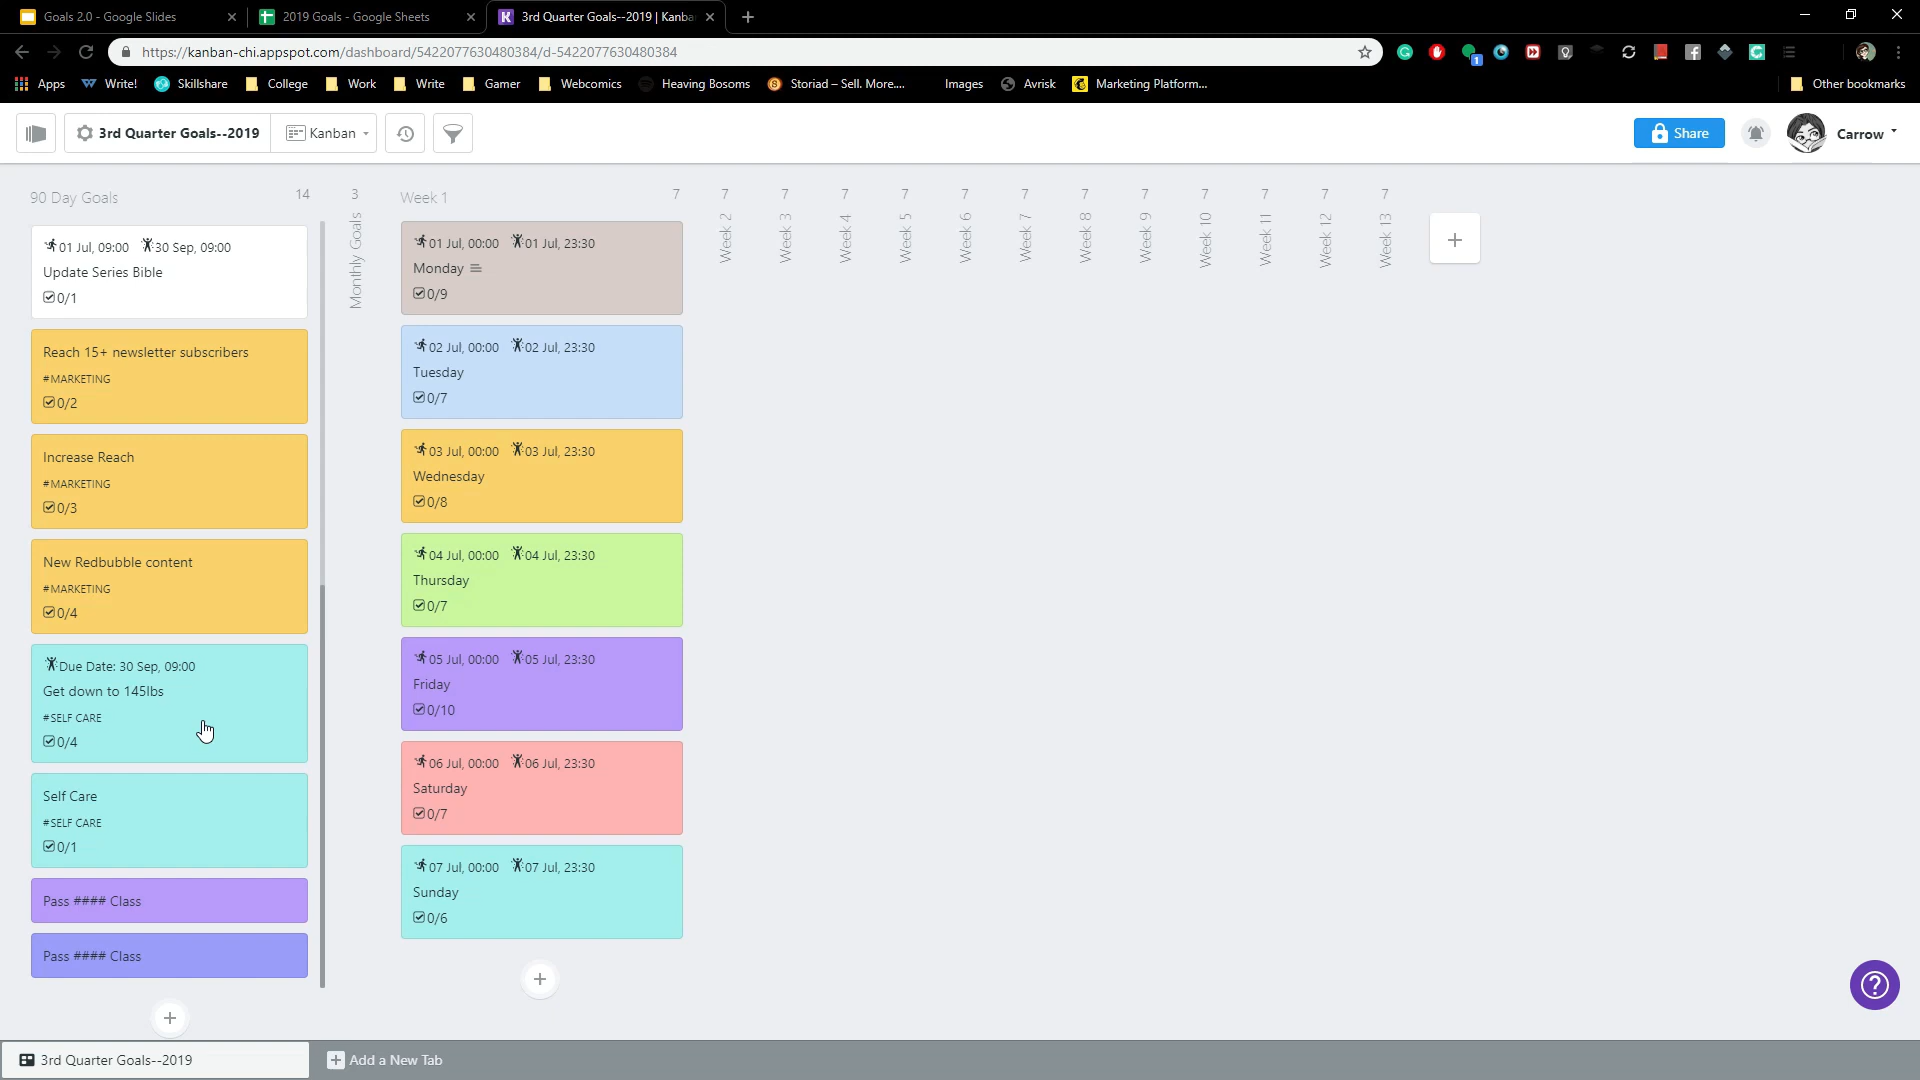 Goals 2.0 - Google Slides
2019 Goals - Google Sheets
3rd Quarter Goals--2019 | Kanba
https://kanban-chi.appspot.com/dashboard/5422077630480384/d-5422077630480384
Apps
Write!
Skillshare
College
Work
Write
Gamer
Webcomics
Heaving Bosoms
Storiad – Sell. More....
Images
Avrisk
Marketing Platform...
Other bookmarks
3rd Quarter Goals--2019
Kanban
Share
Carrow
90 Day Goals 14
01 Jul, 09:00 30 Sep, 09:00
Update Series Bible
0/1
Reach 15+ newsletter subscribers
#MARKETING
0/2
Increase Reach
#MARKETING
0/3
New Redbubble content
#MARKETING
0/4
Due Date: 30 Sep, 09:00
Get down to 145lbs
#SELF CARE
0/4
Self Care
#SELF CARE
0/1
Pass #### Class
Pass #### Class
3
Monthly Goals
Week 1 7
01 Jul, 00:00 01 Jul, 23:30
Monday
0/9
02 Jul, 00:00 02 Jul, 23:30
Tuesday
0/7
03 Jul, 00:00 03 Jul, 23:30
Wednesday
0/8
04 Jul, 00:00 04 Jul, 23:30
Thursday
0/7
05 Jul, 00:00 05 Jul, 23:30
Friday
0/10
06 Jul, 00:00 06 Jul, 23:30
Saturday
0/7
07 Jul, 00:00 07 Jul, 23:30
Sunday
0/6
7
Week 2
7
Week 3
7
Week 4
7
Week 5
7
Week 6
7
Week 7
7
Week 8
7
Week 9
7
Week 10
7
Week 11
7
Week 12
7
Week 13
3rd Quarter Goals--2019
Add a New Tab